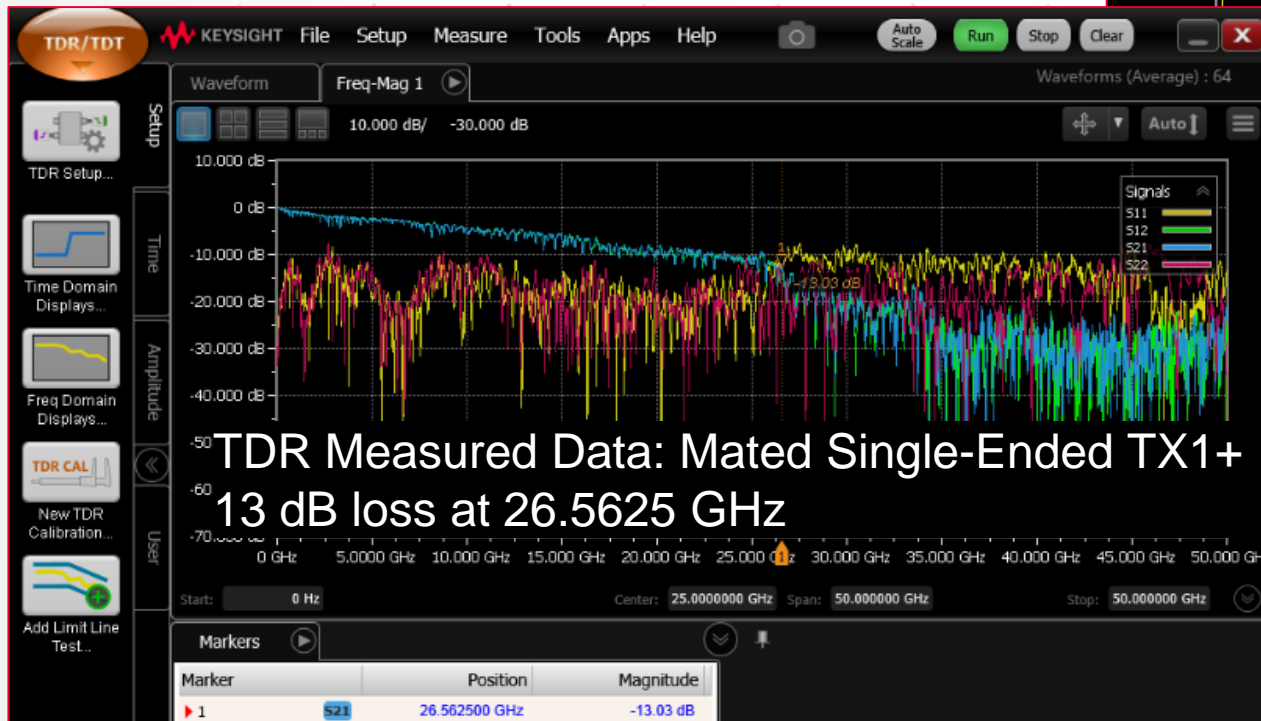 TDR/TDT
KEYSIGHT File Setup Measure Tools Apps Help
Auto Scale Run Stop Clear
Waveform Freq-Mag 1 Waveforms (Average) : 64
10.000 dB/ -30.000 dB Auto
Setup
Time
Amplitude
User
TDR Setup...
Time Domain
Displays...
Freq Domain
Displays...
TDR CAL
New TDR
Calibration...
Add Limit Line
Test...
10.000 dB
0 dB
-10.000 dB
-20.000 dB
-30.000 dB
-40.000 dB
-50
-60
Signals
S11
S12
S21
S22
1
-13.03 dB
TDR Measured Data: Mated Single-Ended TX1+
13 dB loss at 26.5625 GHz
0 GHz 5.0000 GHz 10.000 GHz 15.000 GHz 20.000 GHz 25.000 1 z 30.000 GHz 35.000 GHz 40.000 GHz 45.000 GHz 50.000 GH
Start: 0 Hz Center: 25.0000000 GHz Span: 50.000000 GHz Stop: 50.000000 GHz
Markers
Marker Position Magnitude
1 S21 26.562500 GHz -13.03 dB